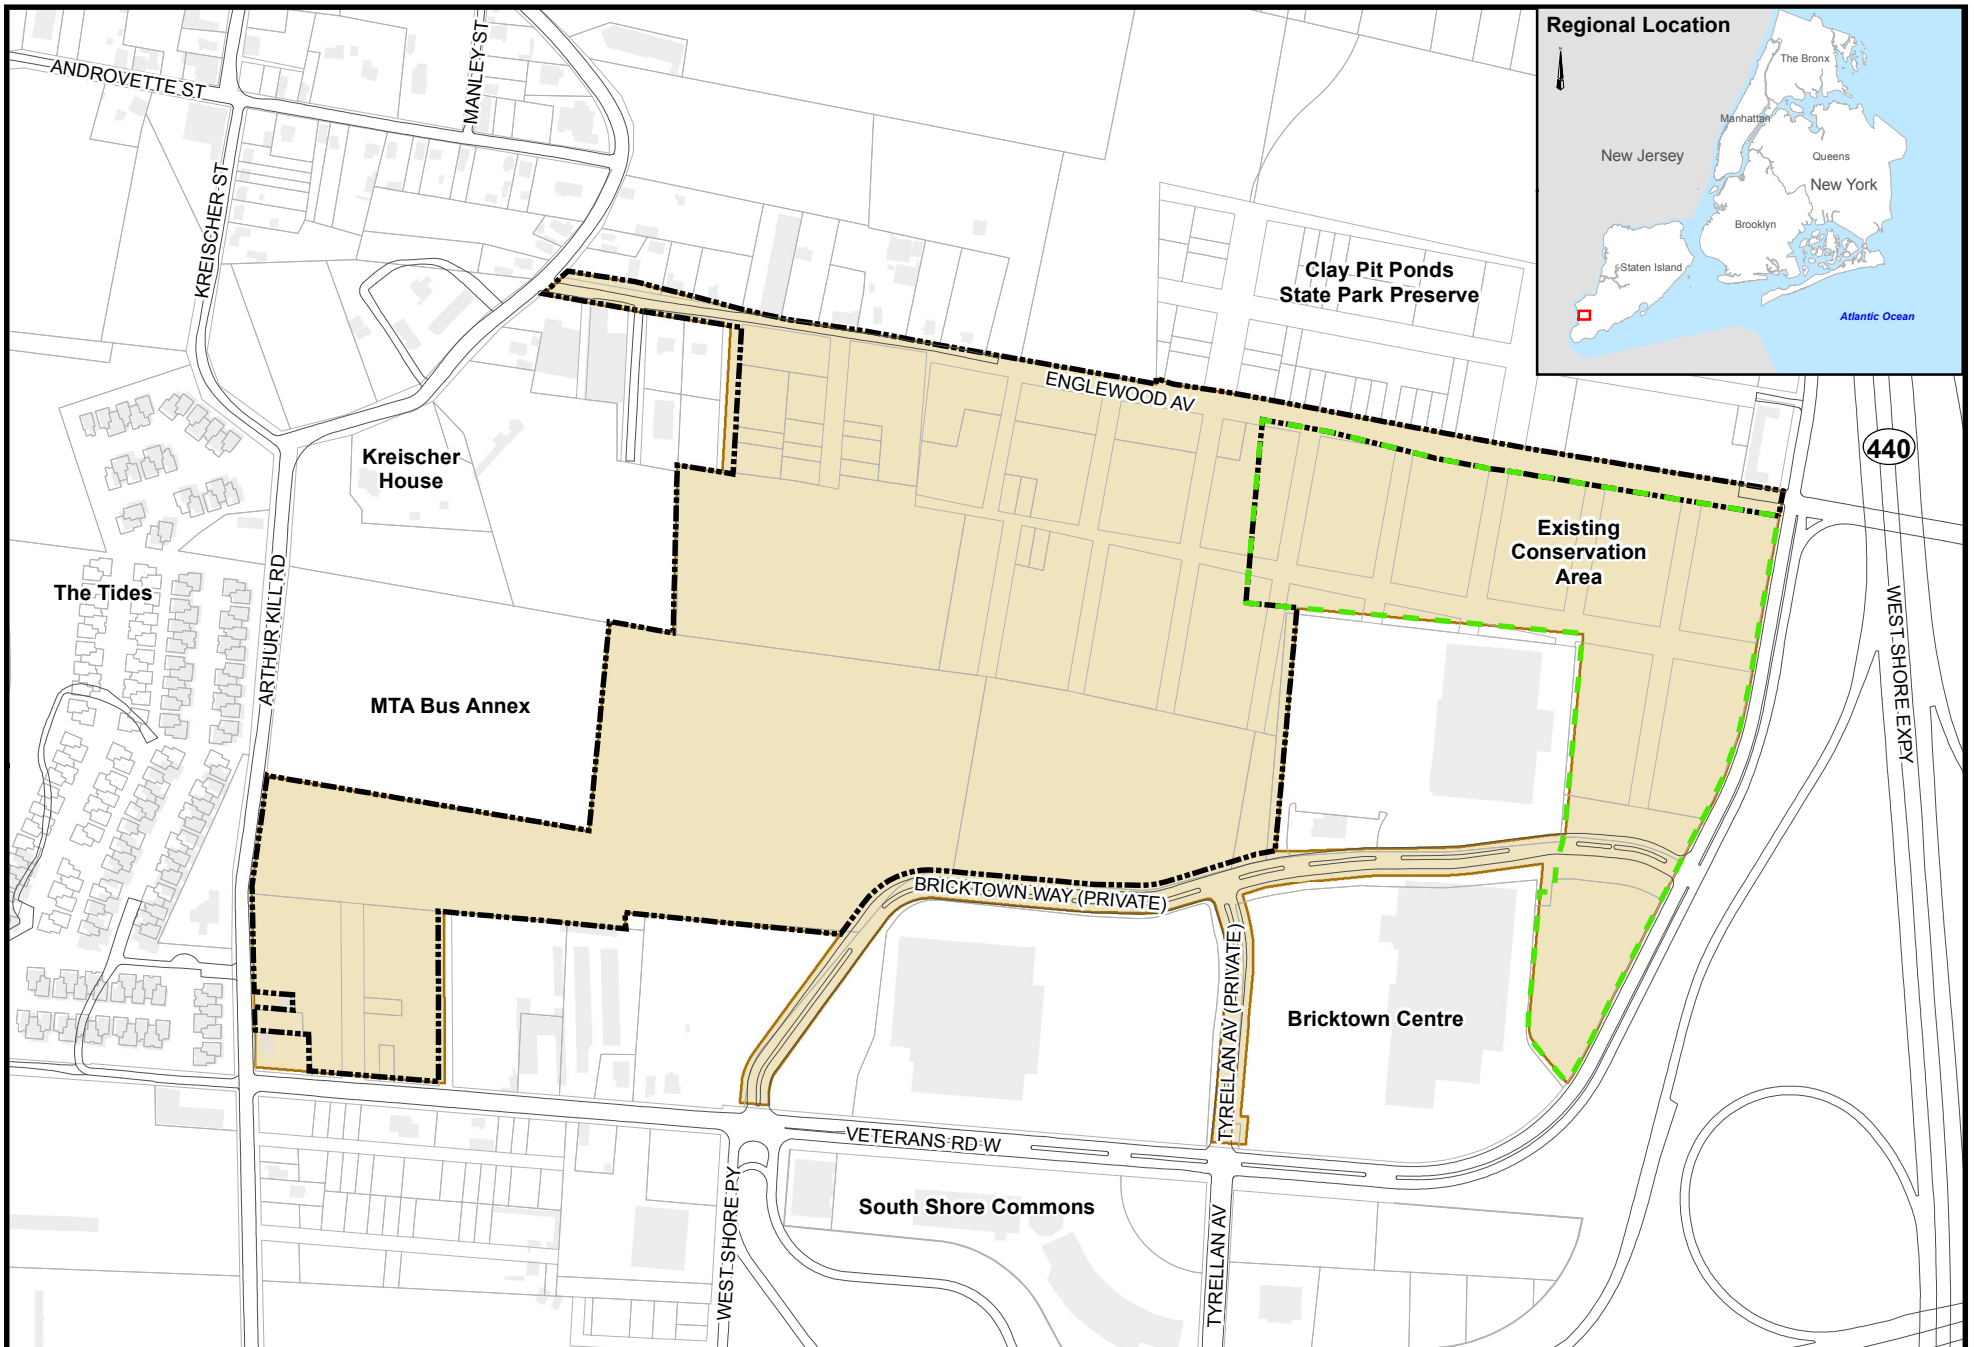 Regional Location
The Bronx
Manhattan
New Jersey
Queens
New York
Brooklyn
Staten Island
Atlantic Ocean
ANDROVETTE ST
MANLEY ST
KREISCHER ST
Clay Pit Ponds
State Park Preserve
ENGLEWOOD AV
440
Kreischer
House
Existing
Conservation
Area
The Tides
ARTHUR KILL RD
WEST SHORE EXPY
MTA Bus Annex
BRICKTOWN WAY (PRIVATE)
TYRELLAN AV (PRIVATE)
Bricktown Centre
VETERANS RD W
WEST SHORE PY
South Shore Commons
TYRELLAN AV